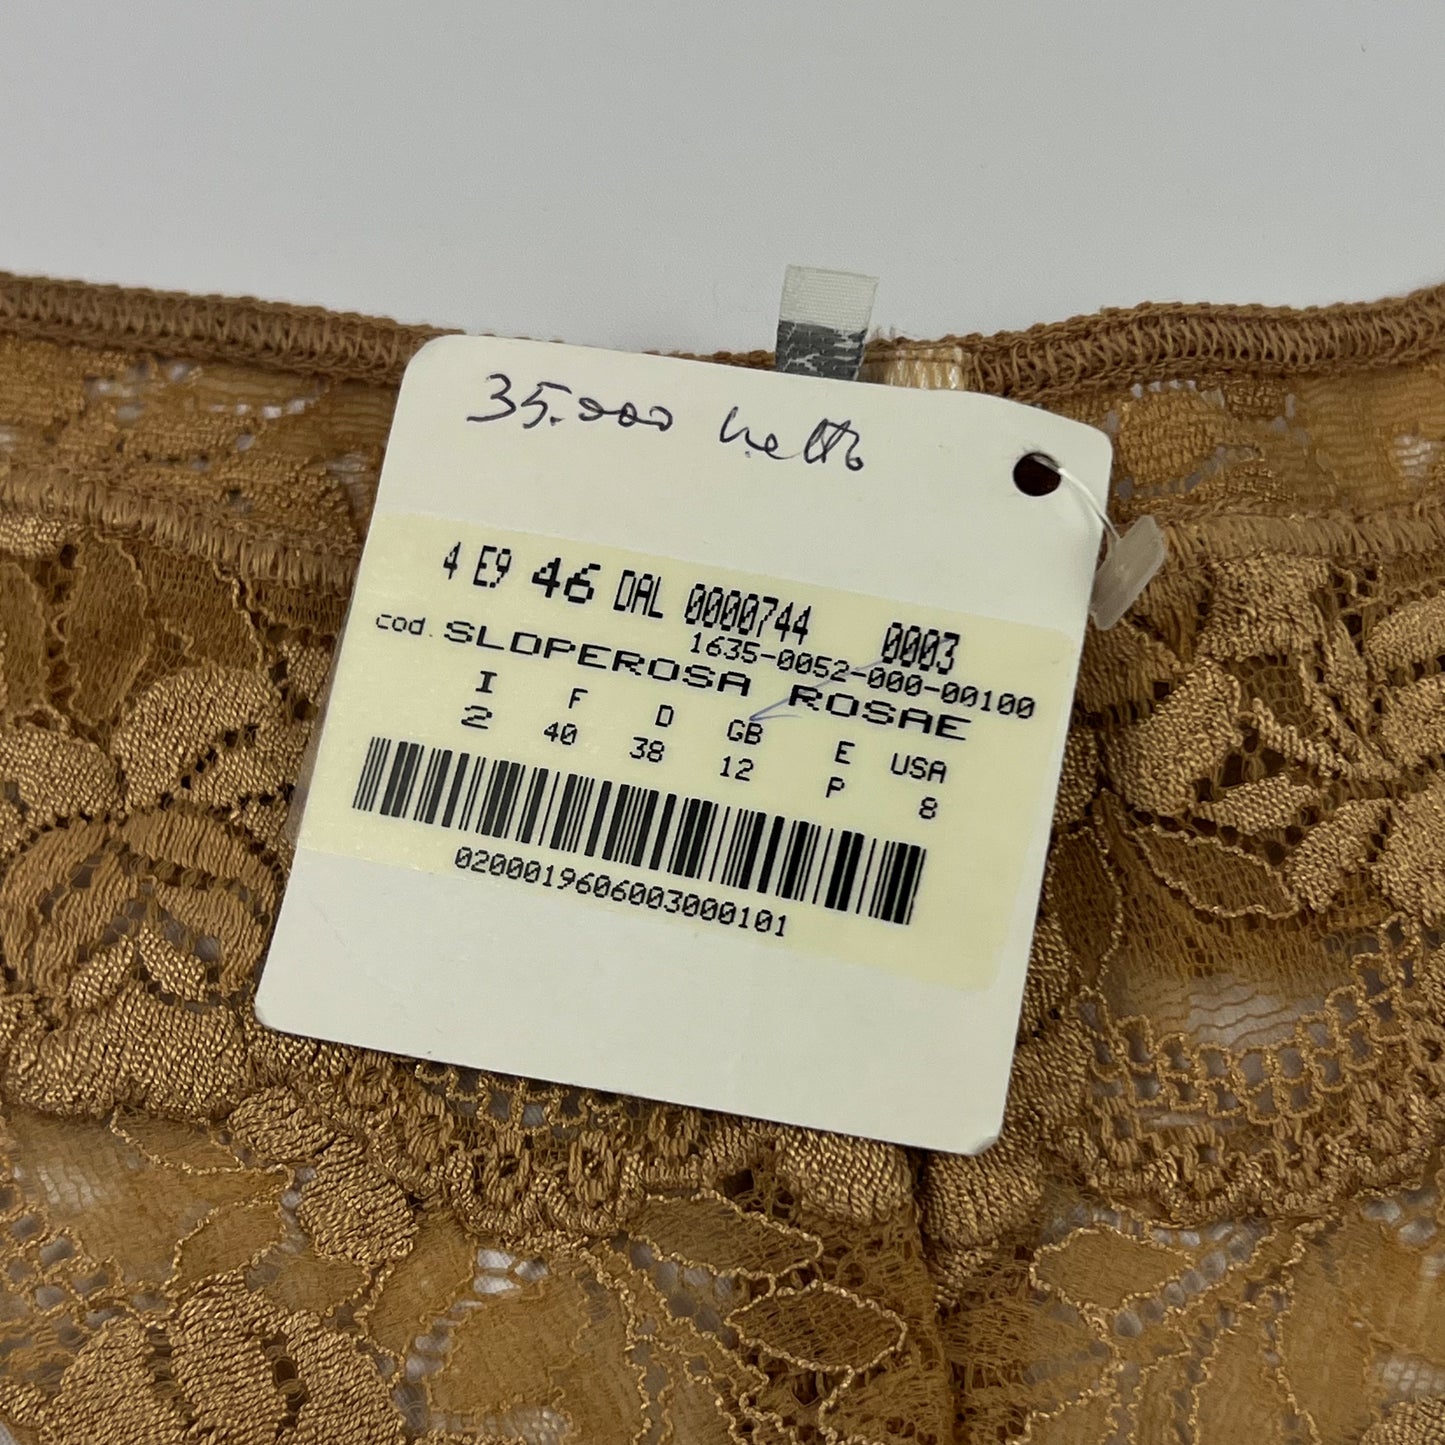 35.000 netto
4 E9 46 DAL 0000744 0003
1635-0052-000-00100
cod. SLOPEROSA ROSAE
I F D GB E USA
2 40 38 12 P 8
0200019606003000101